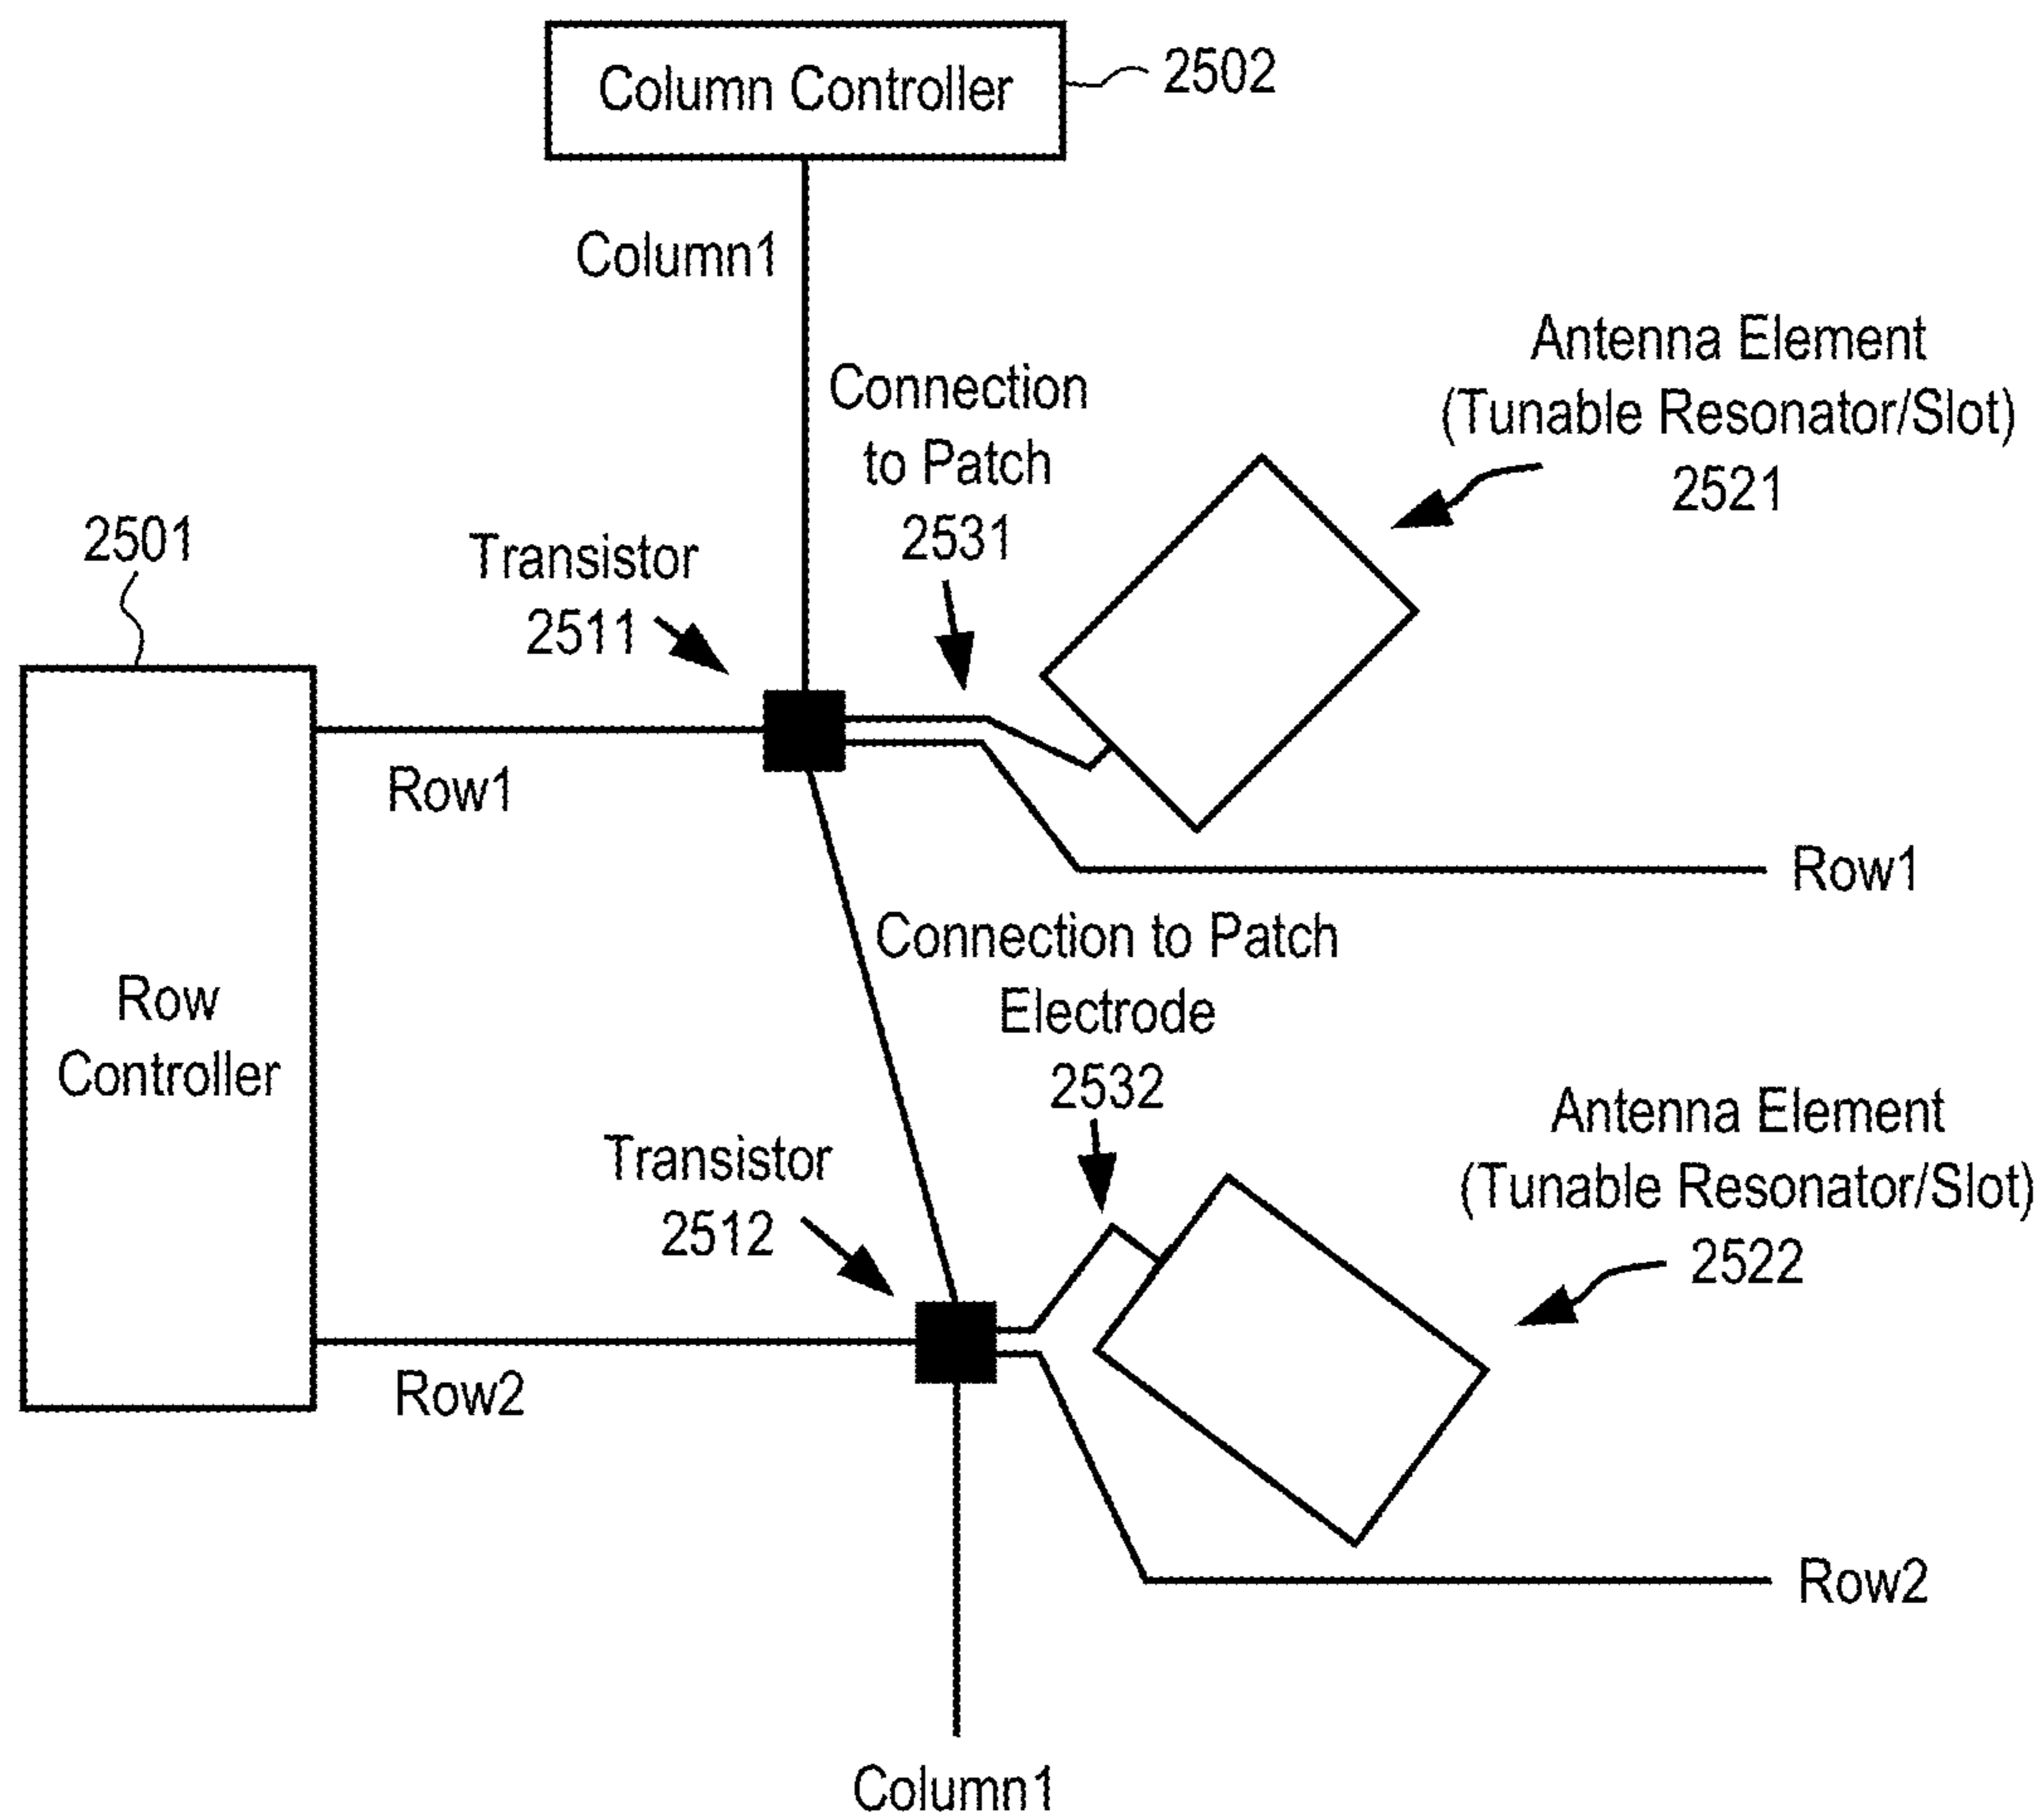 Column Controller
2502
Column1
Antenna Element
(Tunable Resonator/Slot)
2521
Connection
to Patch
2531
2501
Transistor
2511
Row1
Row1
Connection to Patch
Electrode
2532
Row
Controller
Antenna Element
(Tunable Resonator/Slot)
2522
Transistor
2512
Row2
Row2
Column1